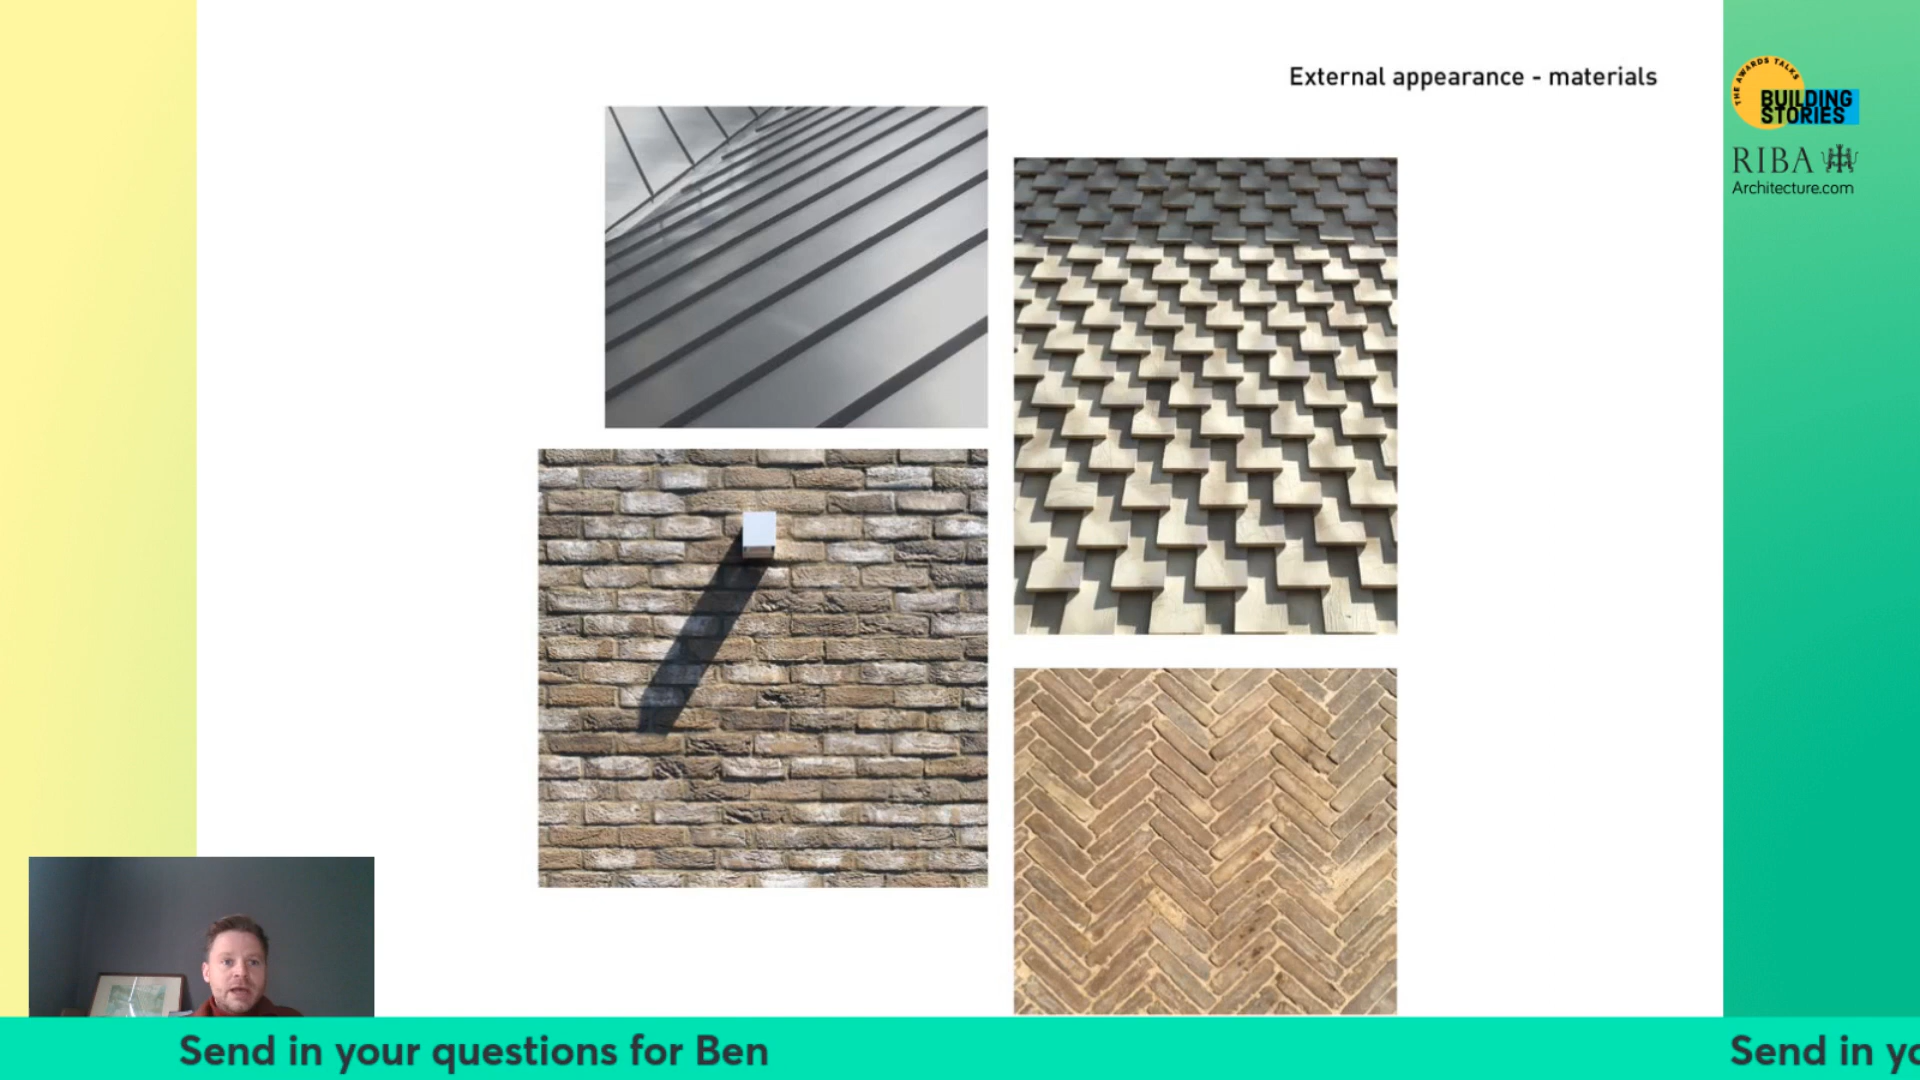 External appearance - materials
THE AWARDS TALKS
BUILDING
STORIES
RIBA
Architecture.com
Send in your questions for Ben
Send in yo